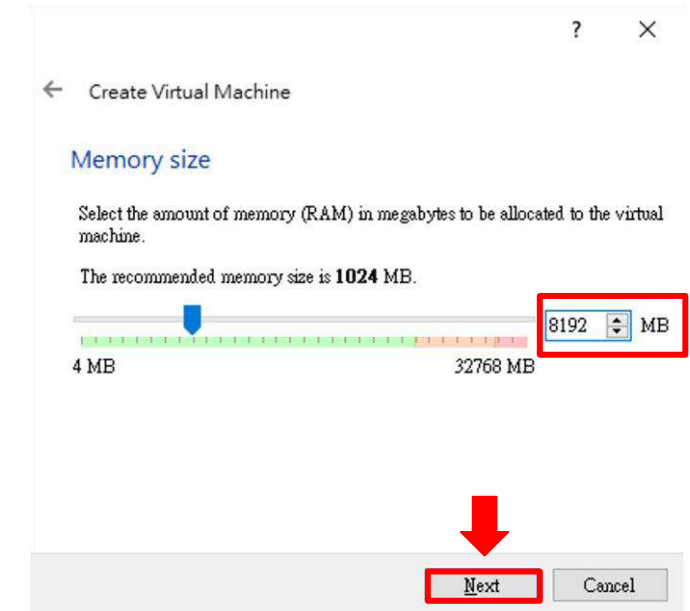 ?
Create Virtual Machine
Memory size
Select the amount of memory (RAM) in megabytes to be allocated to the virtual
machine.
The recommended memory size is 1024 MB.
8192 MB
4 MB 32768 MB
Next Cancel